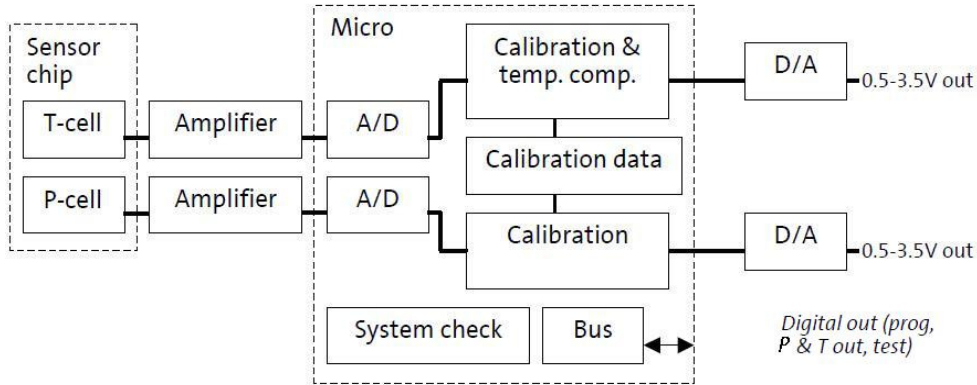 Sensor
chip
T-cell
P-cell
Amplifier
Amplifier
Micro
A/D
A/D
Calibration &
temp. comp.
Calibration data
Calibration
System check
Bus
D/A
0.5-3.5V out
D/A
0.5-3.5V out
Digital out (prog,
P & T out, test)